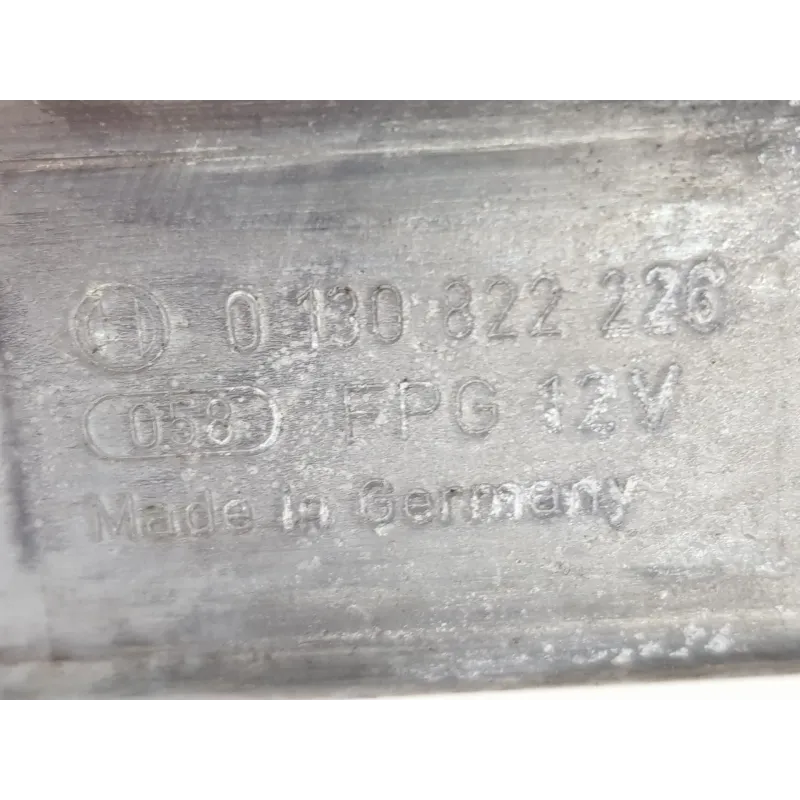 0 130 822 226
058 FPG 12V
Made in Germany